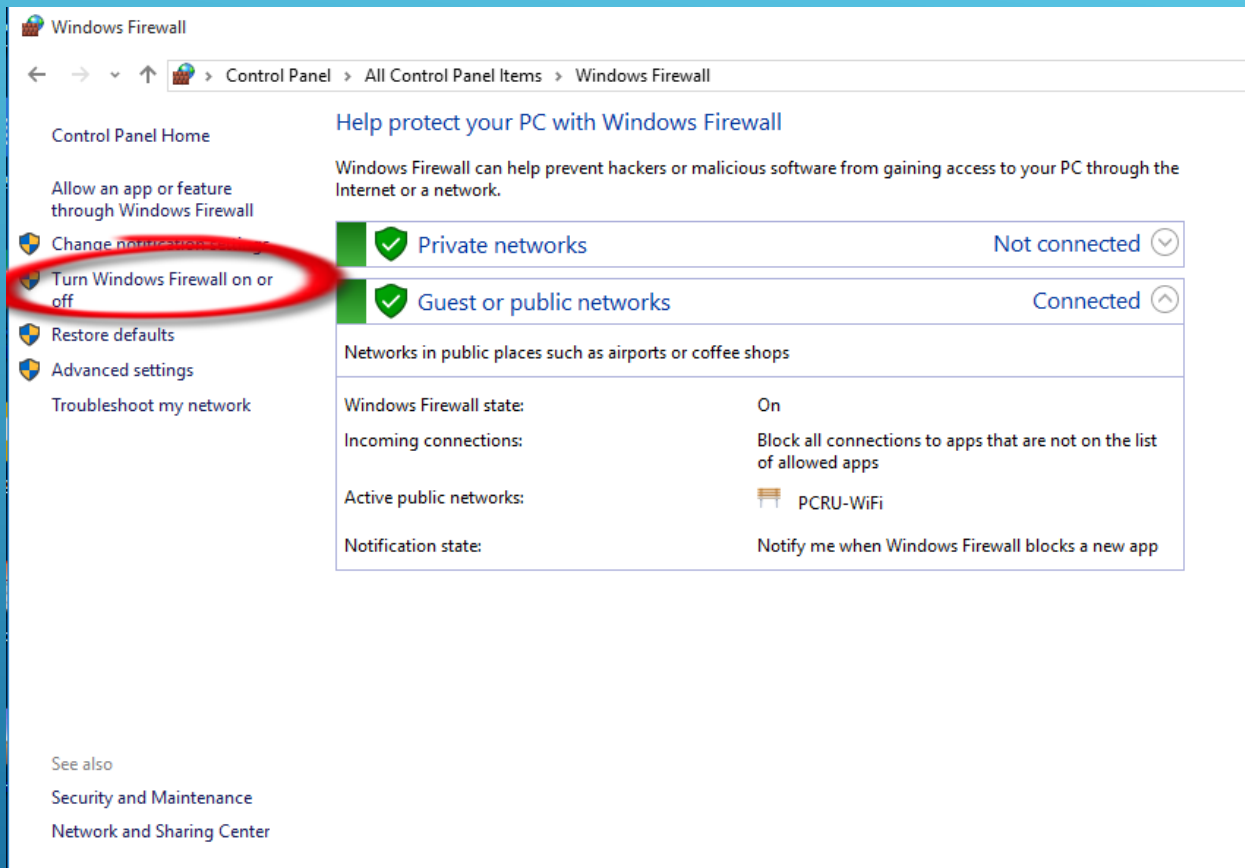 Windows Firewall
Control Panel > All Control Panel Items > Windows Firewall
Control Panel Home
Allow an app or feature
through Windows Firewall
Change notification settings
Turn Windows Firewall on or
off
Restore defaults
Advanced settings
Troubleshoot my network
See also
Security and Maintenance
Network and Sharing Center
Help protect your PC with Windows Firewall
Windows Firewall can help prevent hackers or malicious software from gaining access to your PC through the
Internet or a network.
Private networks Not connected
Guest or public networks Connected
Networks in public places such as airports or coffee shops
Windows Firewall state: On
Incoming connections: Block all connections to apps that are not on the list
of allowed apps
Active public networks: PCRU-WiFi
Notification state: Notify me when Windows Firewall blocks a new app